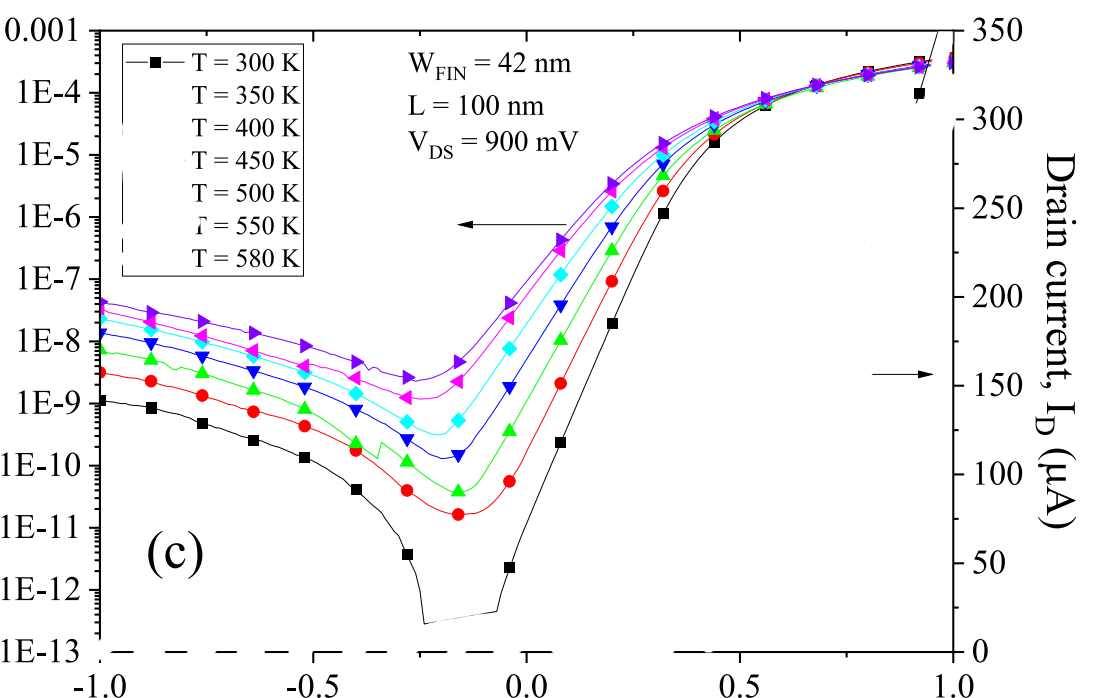 0.001
1E-4
1E-5
1E-6
1E-7
1E-8
1E-9
1E-10
1E-11
1E-12
1E-13
T = 300 K
T = 350 K
T = 400 K
T = 450 K
T = 500 K
T = 550 K
T = 580 K
W_FIN = 42 nm
L = 100 nm
V_DS = 900 mV
(c)
350
300
250
200
150
100
50
0
Drain current, I_D (μA)
-1.0 -0.5 0.0 0.5 1.0